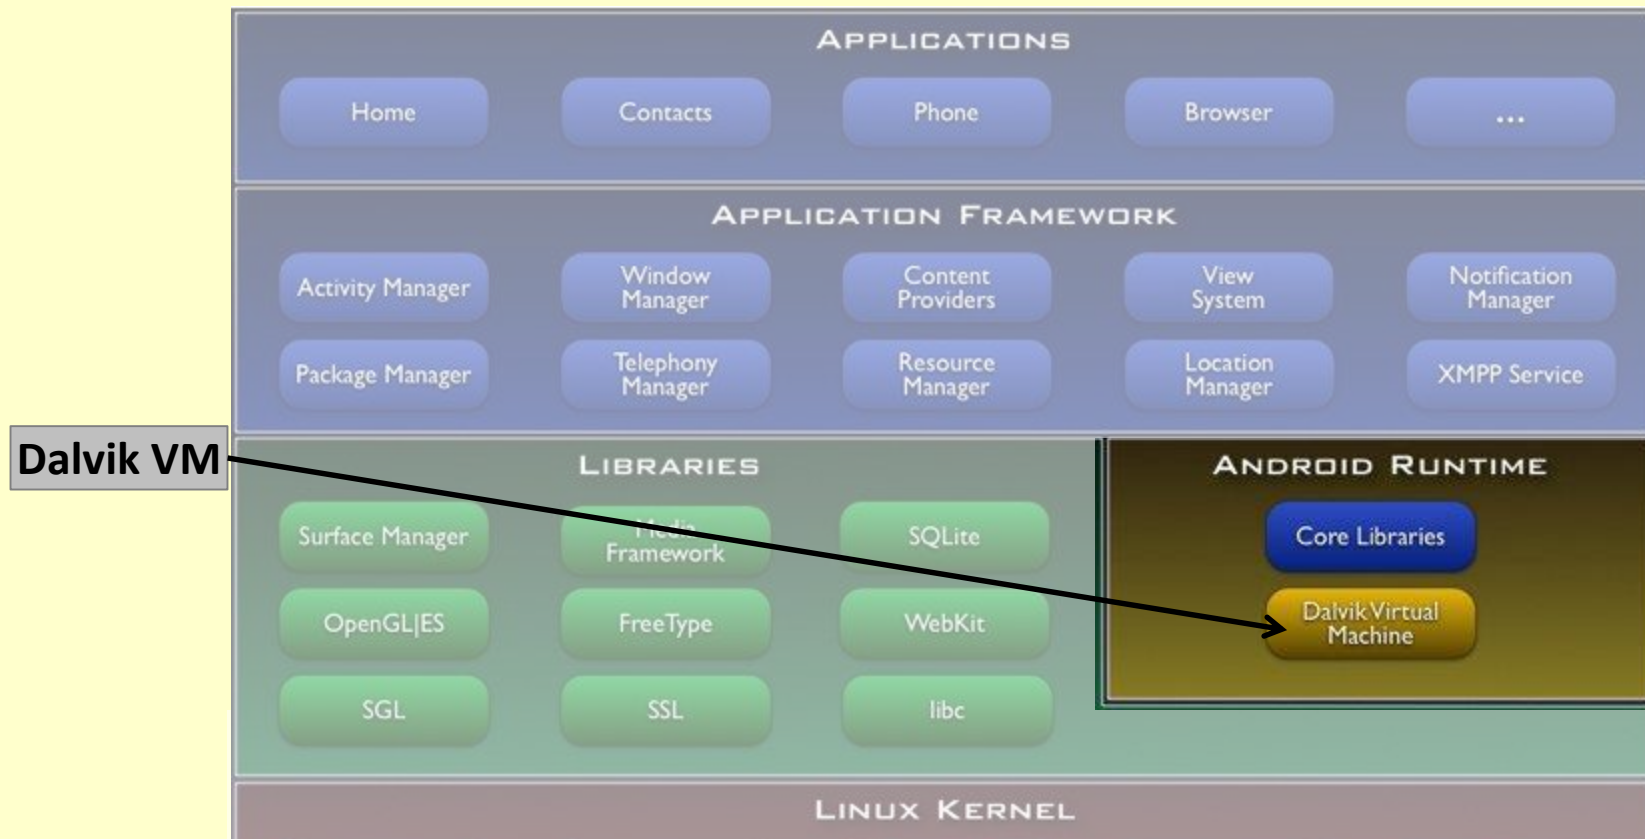 APPLICATIONS
Home
Contacts
Phone
Browser
...
APPLICATION FRAMEWORK
Activity Manager
Window
Manager
Content
Providers
View
System
Notification
Manager
Package Manager
Telephony
Manager
Resource
Manager
Location
Manager
XMPP Service
Dalvik VM
LIBRARIES
Surface Manager
Media
Framework
SQLite
OpenGL|ES
FreeType
WebKit
SGL
SSL
libc
ANDROID RUNTIME
Core Libraries
Dalvik Virtual
Machine
LINUX KERNEL